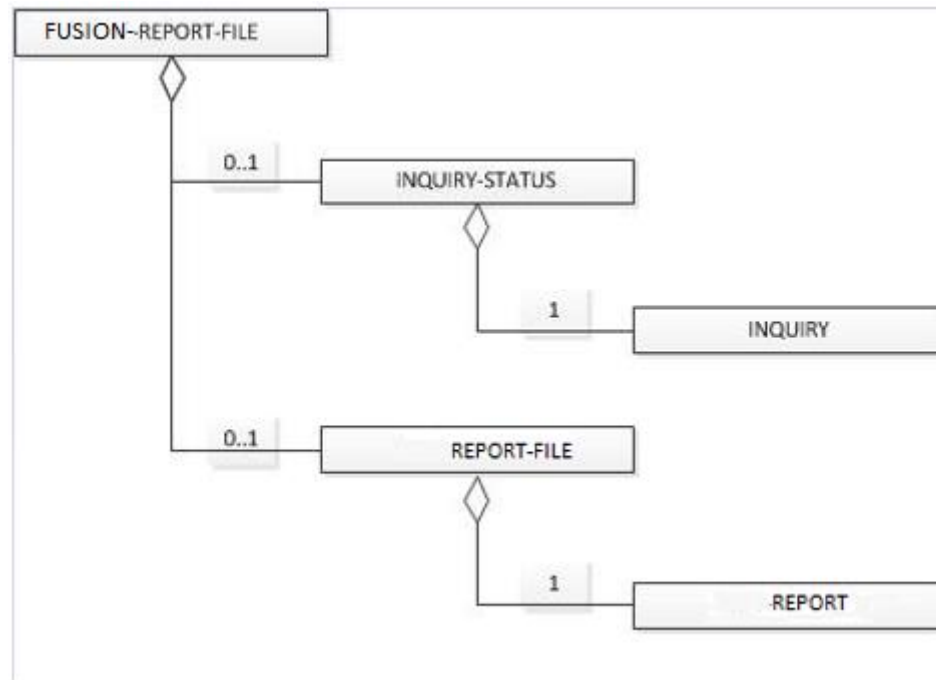 FUSION--REPORT-FILE
0..1
INQUIRY-STATUS
1
INQUIRY
0..1
REPORT-FILE
1
-REPORT